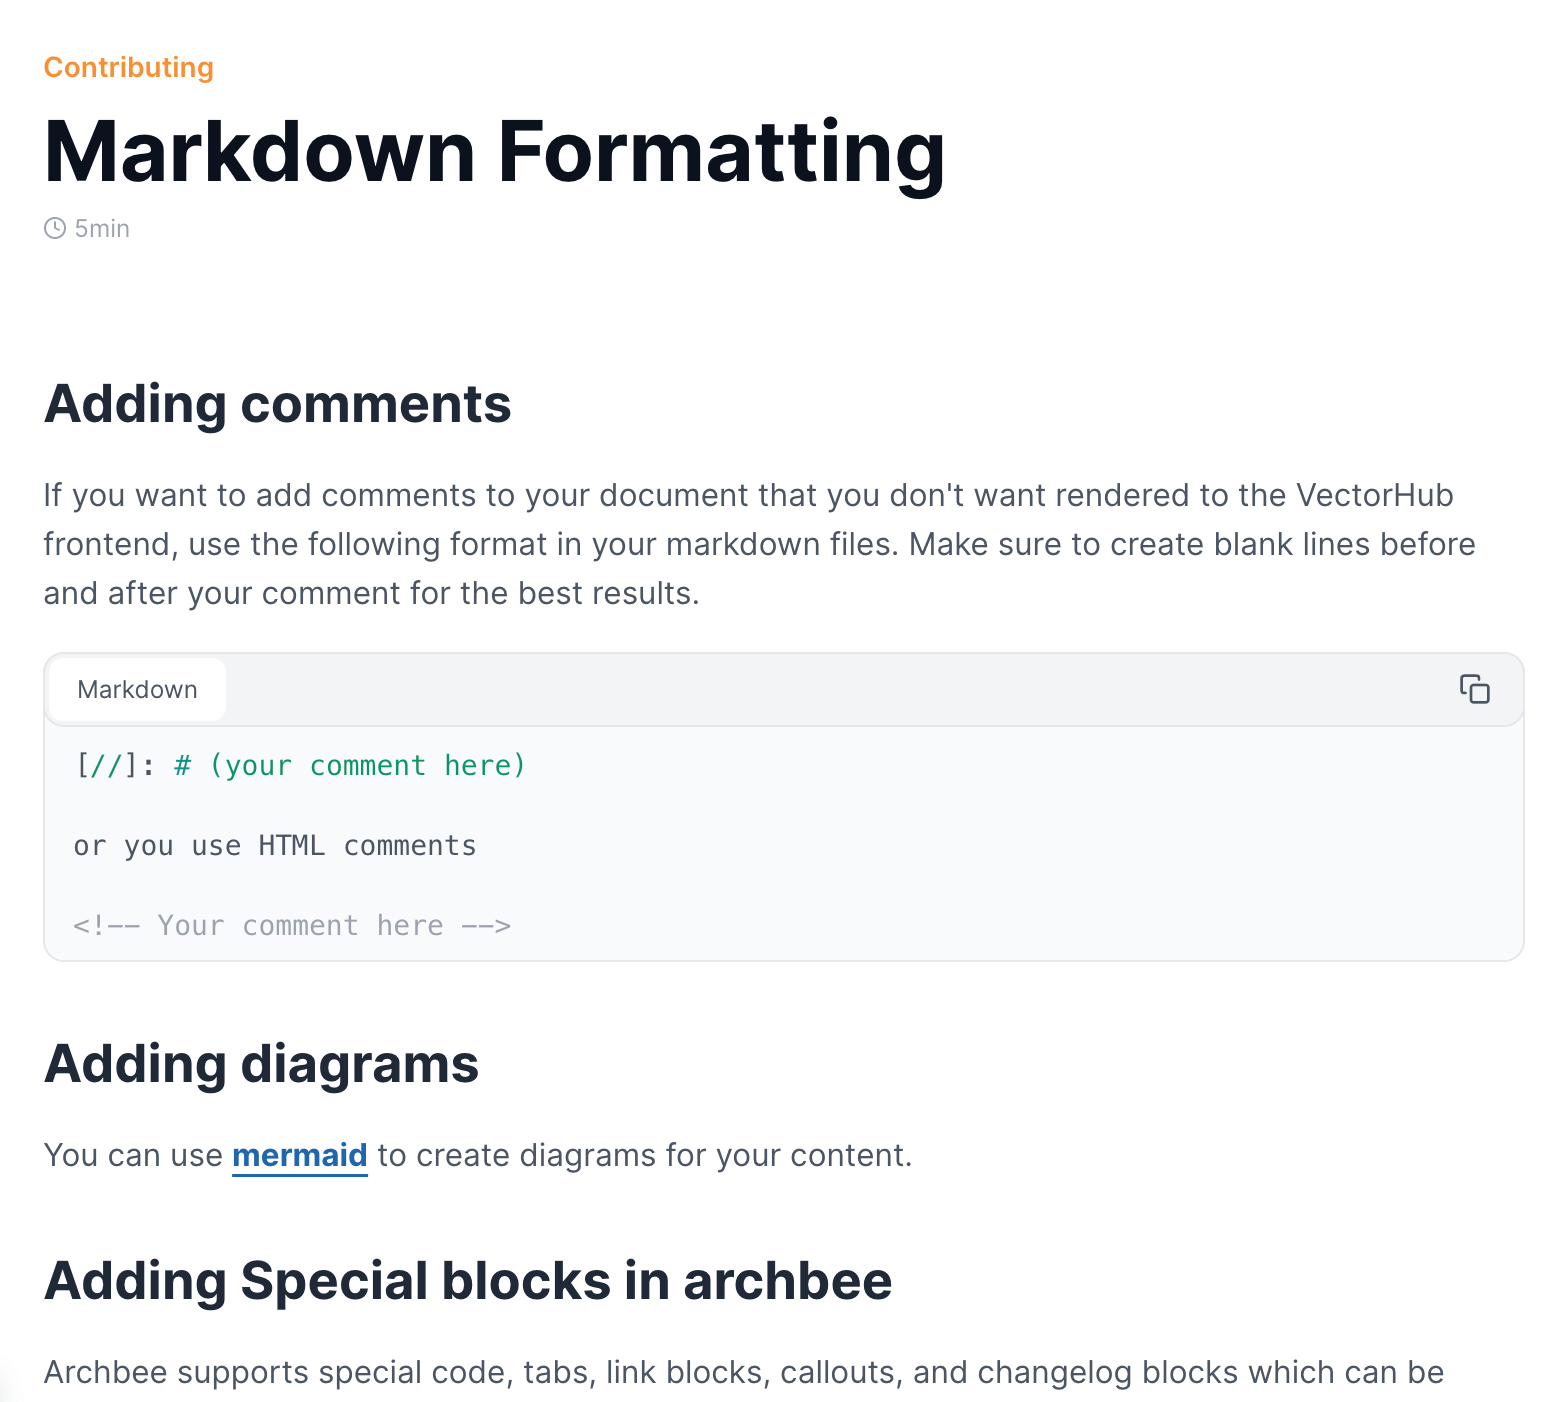 Contributing
Markdown Formatting
5min
Adding comments
If you want to add comments to your document that you don't want rendered to the VectorHub
frontend, use the following format in your markdown files. Make sure to create blank lines before
and after your comment for the best results.
Markdown
[//]: # (your comment here)
or you use HTML comments
<!-- Your comment here -->
Adding diagrams
You can use mermaid to create diagrams for your content.
Adding Special blocks in archbee
Archbee supports special code, tabs, link blocks, callouts, and changelog blocks which can be